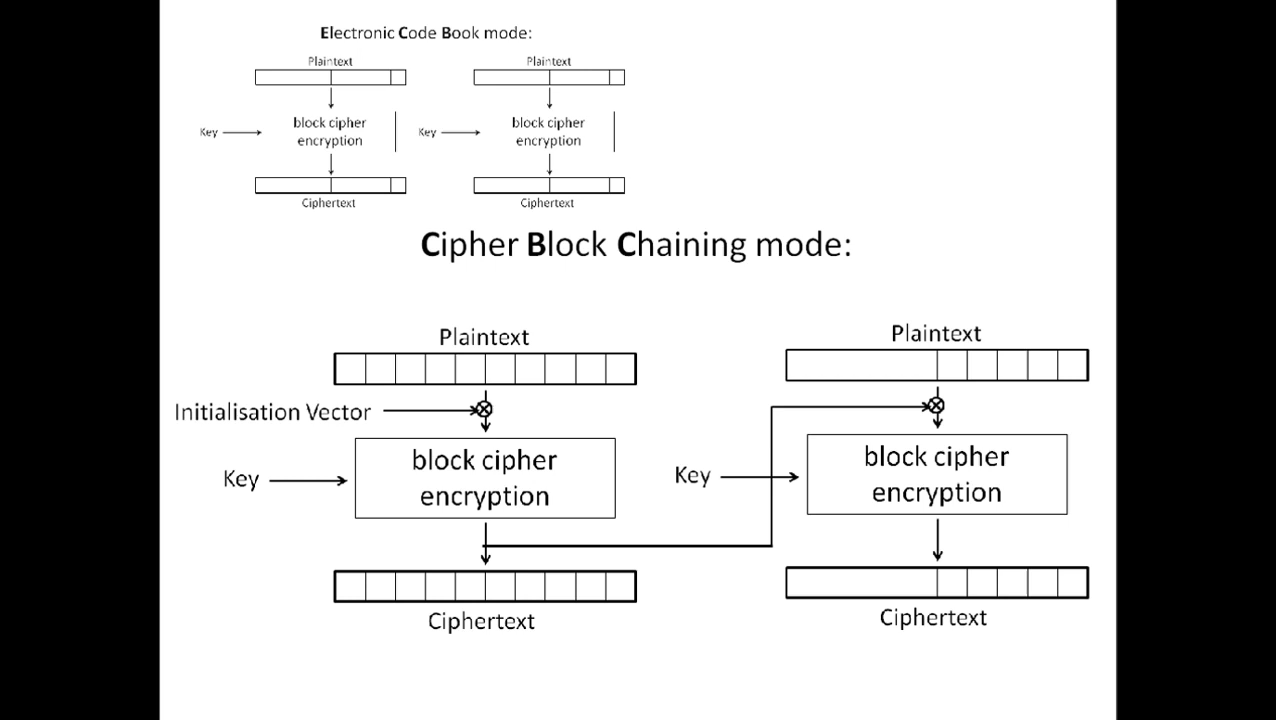 Electronic Code Book mode:
Plaintext
Plaintext
Key
block cipher
encryption
Key
block cipher
encryption
Ciphertext
Ciphertext
Cipher Block Chaining mode:
Plaintext
Plaintext
Initialisation Vector
Key
block cipher
encryption
Key
block cipher
encryption
Ciphertext
Ciphertext